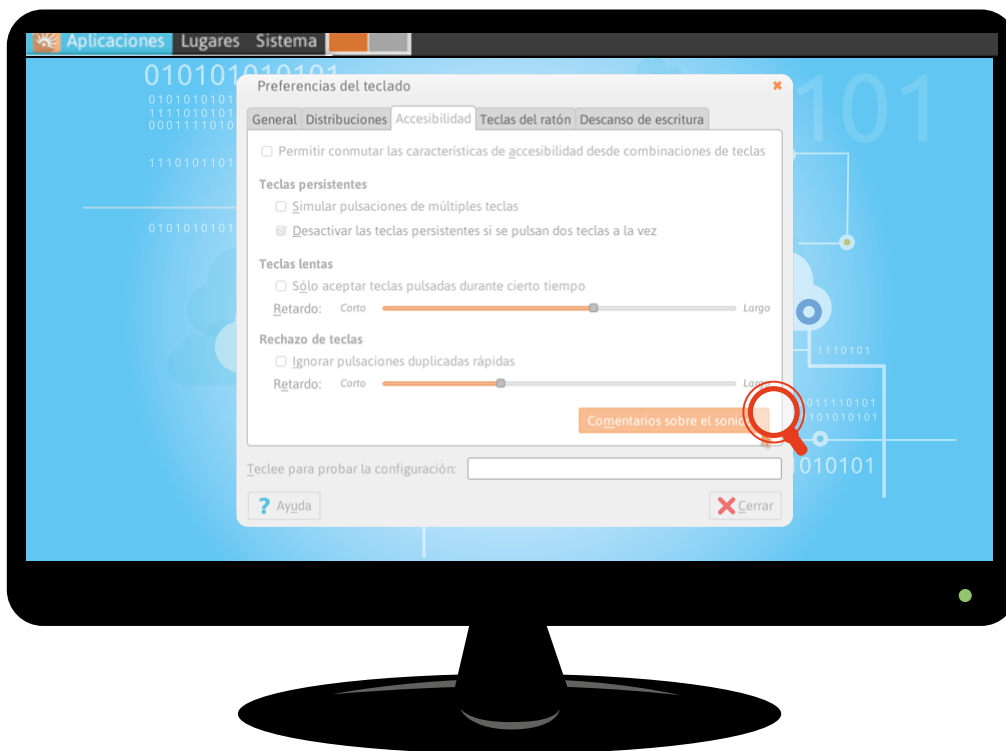 Aplicaciones Lugares Sistema
010101010101
0101010101
1111010101
0001111010
101
1110101101
0101010101
Preferencias del teclado
General Distribuciones Accesibilidad Teclas del ratón Descanso de escritura
Permitir conmutar las características de accesibilidad desde combinaciones de teclas
Teclas persistentes
Simular pulsaciones de múltiples teclas
Desactivar las teclas persistentes si se pulsan dos teclas a la vez
Teclas lentas
Sólo aceptar teclas pulsadas durante cierto tiempo
Retardo: Corto Largo
Rechazo de teclas
1110101
Ignorar pulsaciones duplicadas rápidas
Retardo: Corto Largo
011110101
Comentarios sobre el
101010101
Teclee para probar la configuración:
1010101
Ayuda Cerrar